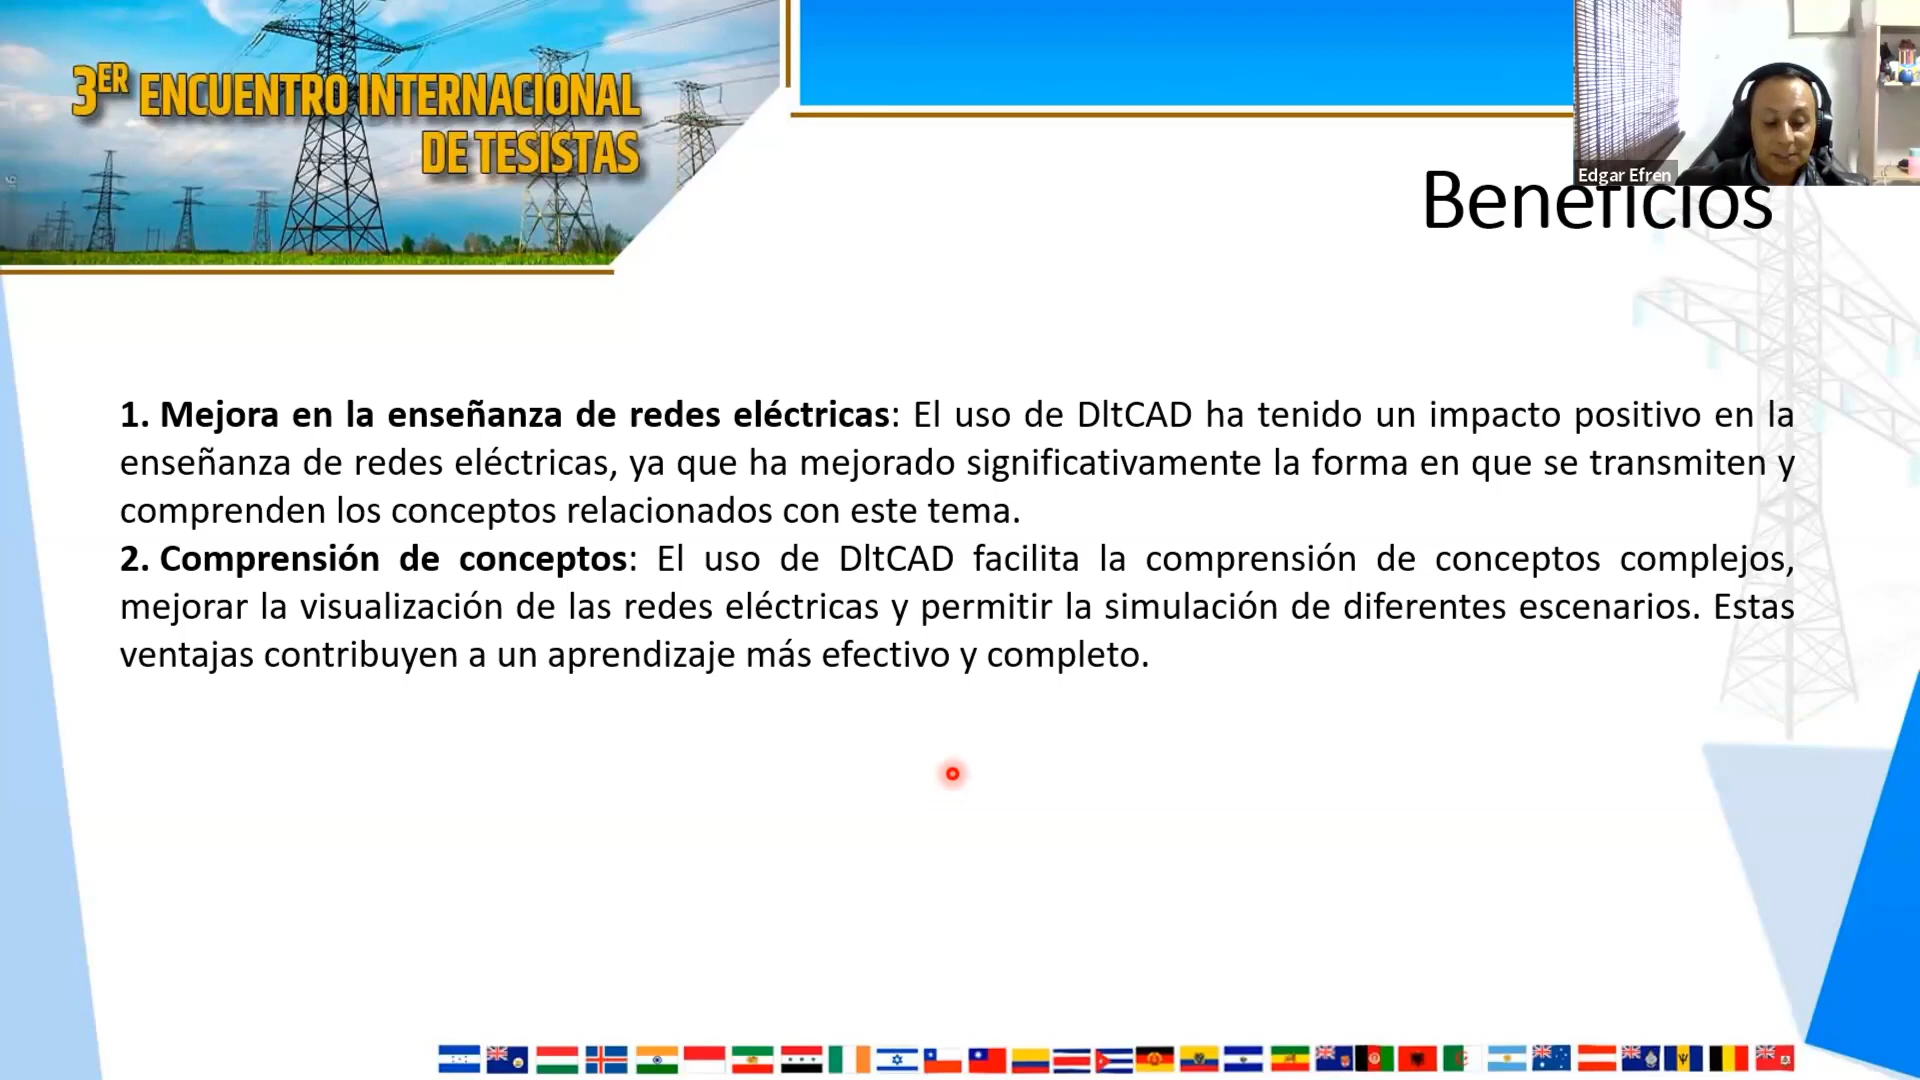 3ER ENCUENTRO INTERNACIONAL
DE TESISTAS
Edgar Efren
Beneficios
1. Mejora en la enseñanza de redes eléctricas: El uso de DltCAD ha tenido un impacto positivo en la
enseñanza de redes eléctricas, ya que ha mejorado significativamente la forma en que se transmiten y
comprenden los conceptos relacionados con este tema.
2. Comprensión de conceptos: El uso de DltCAD facilita la comprensión de conceptos complejos,
mejorar la visualización de las redes eléctricas y permitir la simulación de diferentes escenarios. Estas
ventajas contribuyen a un aprendizaje más efectivo y completo.